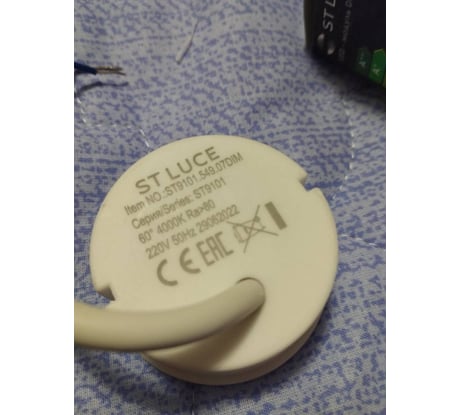 ST LUCE
Item NO.:ST9101.549.07DIM
Серия/Series: ST9101
60° 4000K Ra>80
220V 50Hz 29062022
CE EAC
ST L
A++
A+